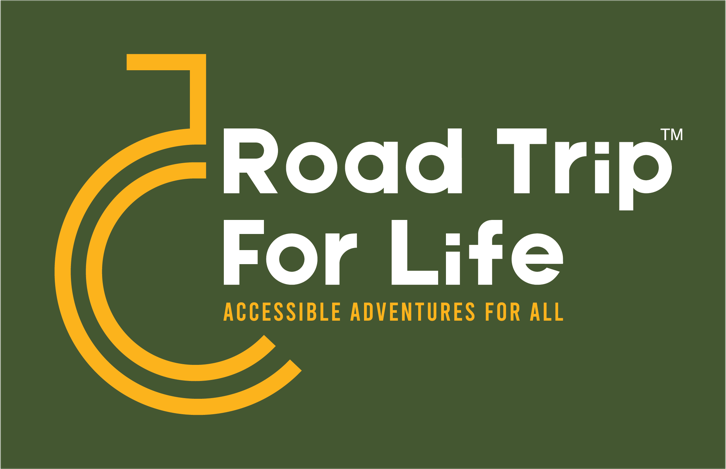 Road Trip™
For Life
ACCESSIBLE ADVENTURES FOR ALL